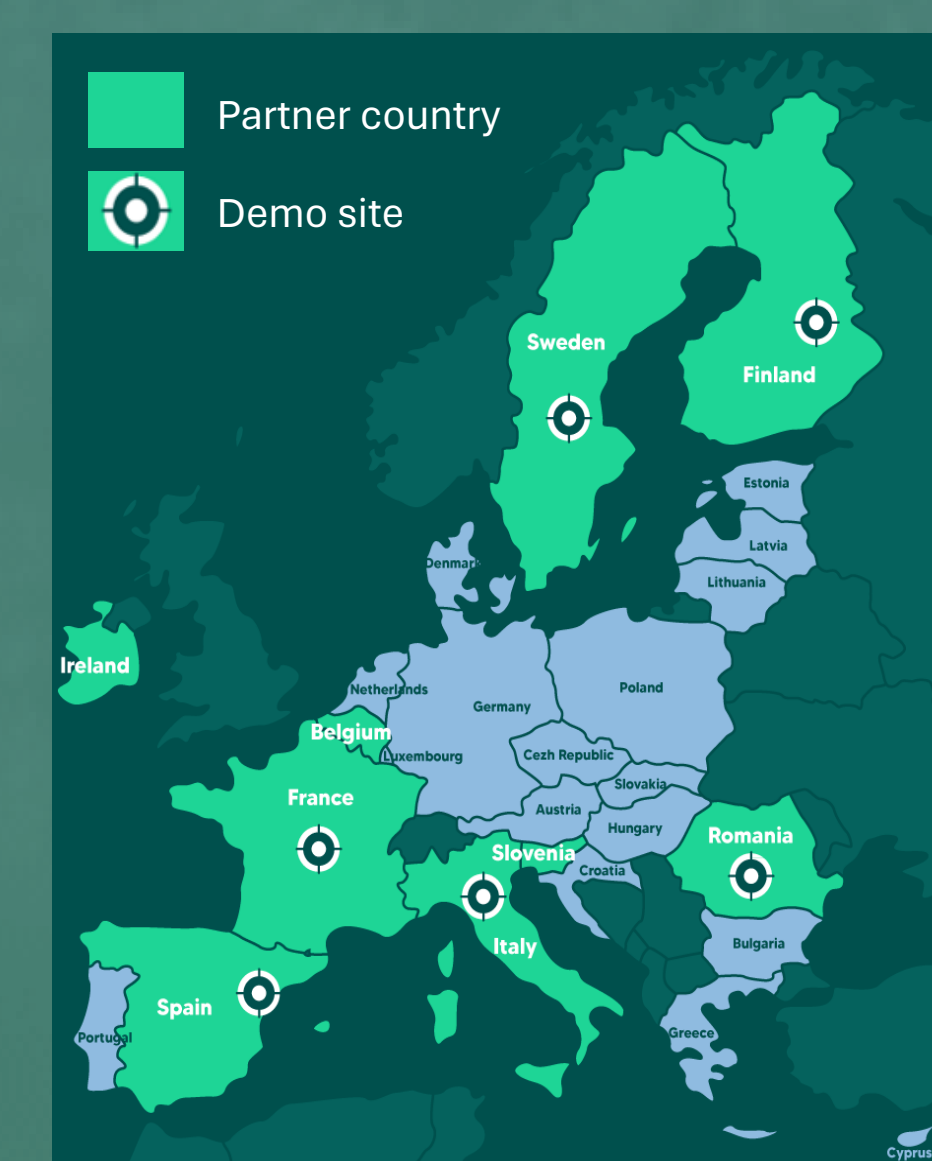 Partner country
Demo site
Sweden
Finland
Estonia
Latvia
Denmark
Lithuania
Ireland
Netherlands
Poland
Germany
Belgium
Luxembourg
Cezh Republic
Slovakia
France
Austria
Hungary
Romania
Slovenia
Croatia
Italy
Bulgaria
Spain
Greece
Portugal
Cyprus